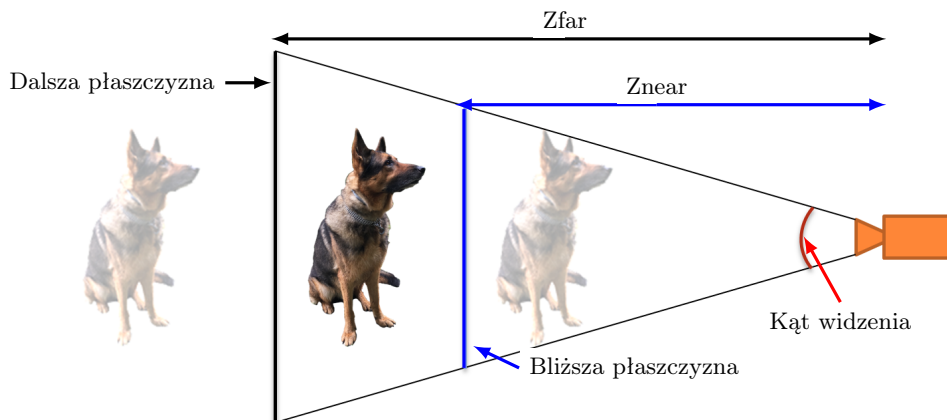 Zfar
Dalsza płaszczyzna
Znear
Kąt widzenia
Bliższa płaszczyzna